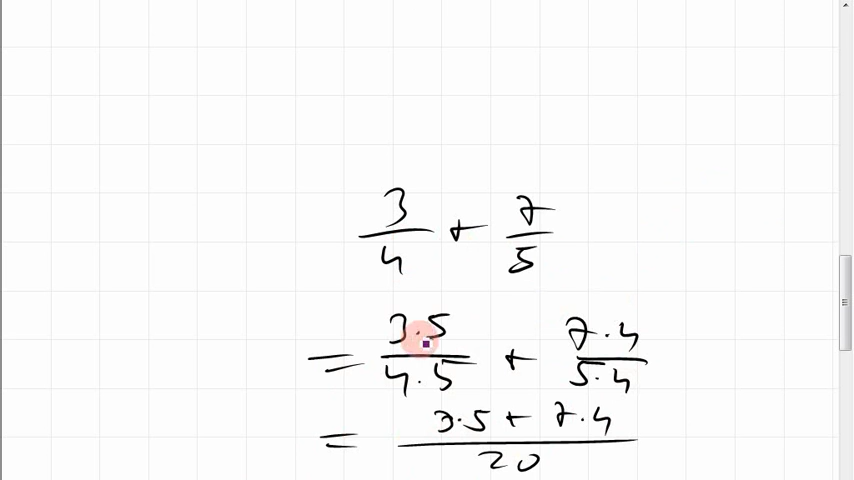 3/4 + 7/5
= 3·5/4·5 + 7·4/5·4
= 3·5 + 7·4/20